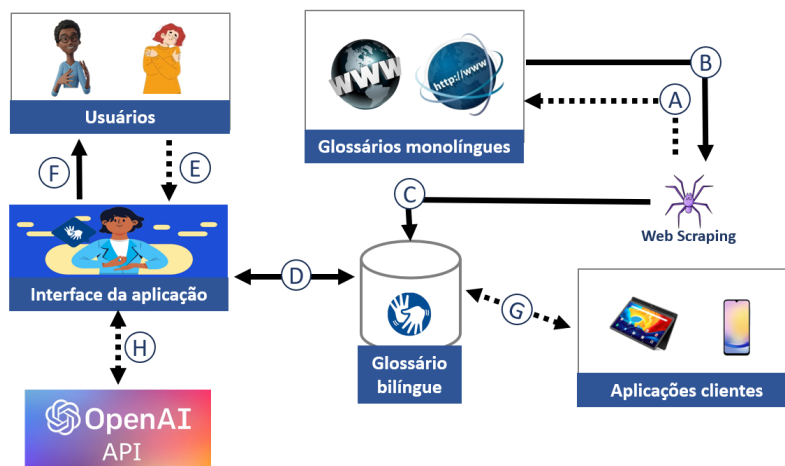 WWW
http://www
B
A
Usuários
Glossários monolíngues
F
E
C
Web Scraping
D
Interface da aplicação
G
H
Glossário
bilíngue
Aplicações clientes
OpenAI
API